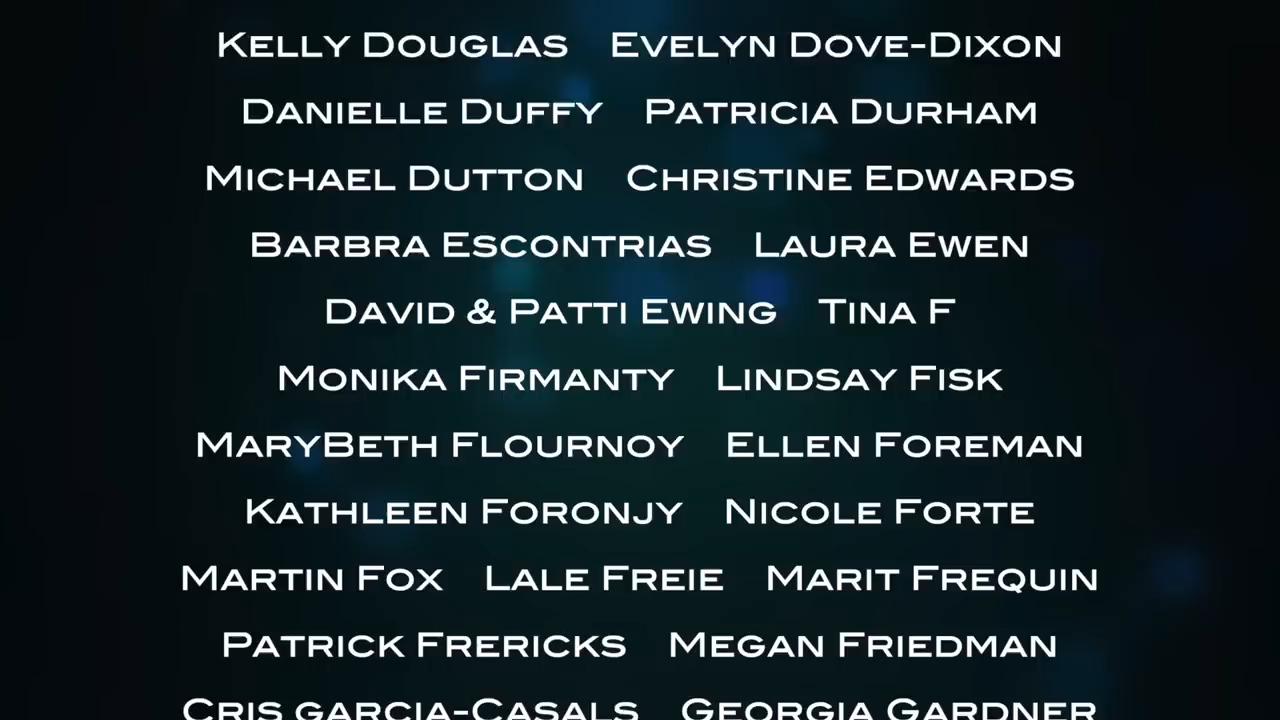 Kelly Douglas Evelyn Dove-Dixon
Danielle Duffy Patricia Durham
Michael Dutton Christine Edwards
Barbra Escontrias Laura Ewen
David & Patti Ewing Tina F
Monika Firmanty Lindsay Fisk
MaryBeth Flournoy Ellen Foreman
Kathleen Foronjy Nicole Forte
Martin Fox Lale Freie Marit Frequin
Patrick Frericks Megan Friedman
Cris garcia-Casals Georgia Gardner